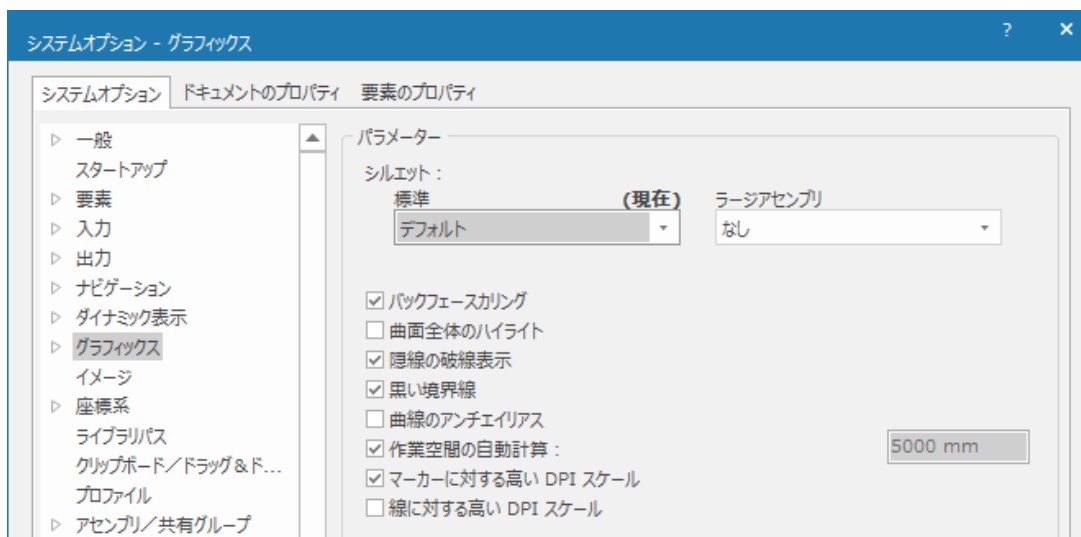 システムオプション - グラフィックス
?
×
システムオプション ドキュメントのプロパティ 要素のプロパティ
一般
スタートアップ
要素
入力
出力
ナビゲーション
ダイナミック表示
グラフィックス
イメージ
座標系
ライブラリパス
クリップボード/ドラッグ&ド...
プロファイル
アセンブリ/共有グループ
パラメーター
シルエット :
標準 (現在) ラージアセンブリ
デフォルト なし
バックフェースカリング
曲面全体のハイライト
隠線の破線表示
黒い境界線
曲線のアンチエイリアス
作業空間の自動計算 : 5000 mm
マーカーに対する高い DPI スケール
線に対する高い DPI スケール